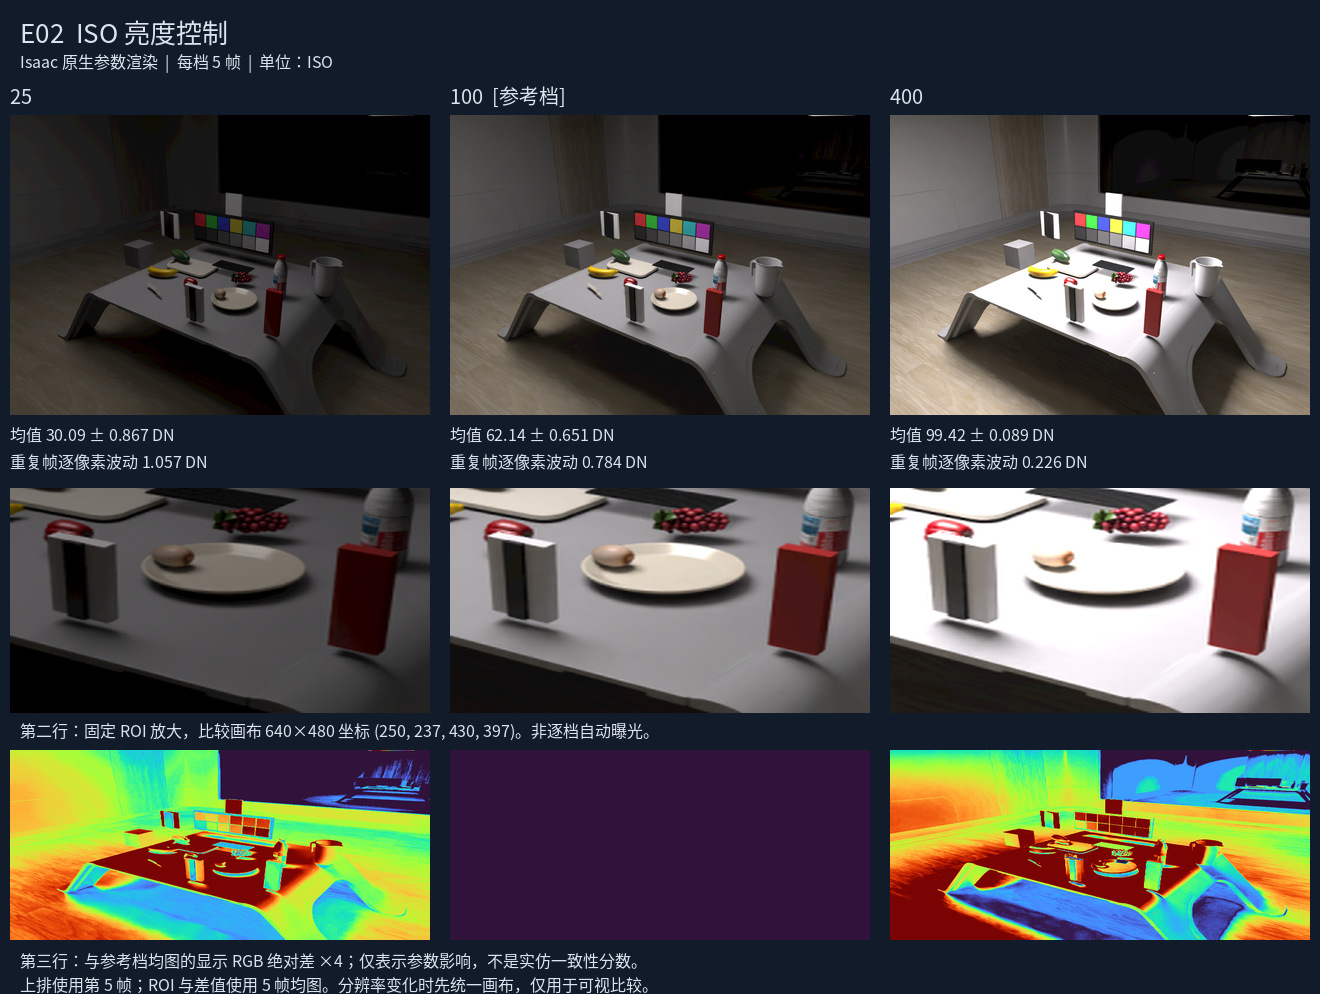 E02 ISO 亮度控制
Isaac 原生参数渲染 | 每档 5 帧 | 单位：ISO
25
100 [参考档]
400
均值 30.09 ± 0.867 DN
重复帧逐像素波动 1.057 DN
均值 62.14 ± 0.651 DN
重复帧逐像素波动 0.784 DN
均值 99.42 ± 0.089 DN
重复帧逐像素波动 0.226 DN
第二行：固定 ROI 放大，比较画布 640×480 坐标 (250, 237, 430, 397)。非逐档自动曝光。
第三行：与参考档均图的显示 RGB 绝对差 ×4；仅表示参数影响，不是实仿一致性分数。
上排使用第 5 帧；ROI 与差值使用 5 帧均图。分辨率变化时先统一画布，仅用于可视比较。